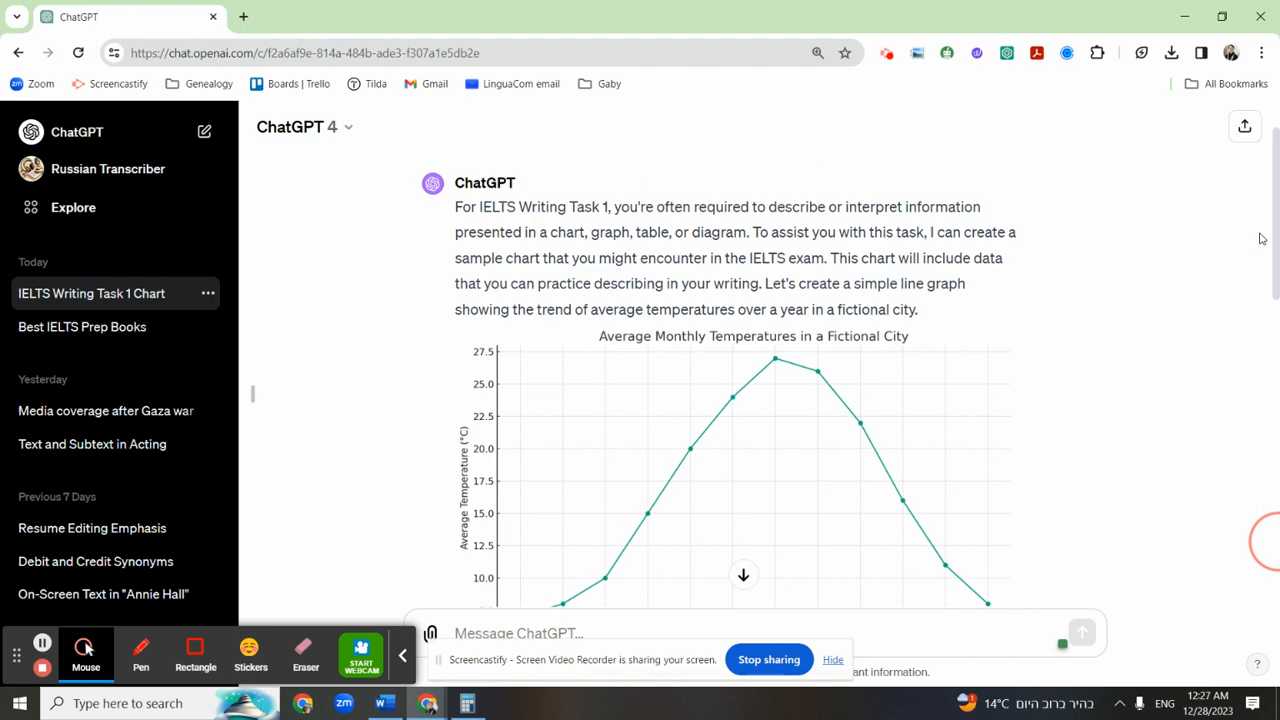 ChatGPT
https://chat.openai.com/c/f2a6af9e-814a-484b-ade3-f307a1e5db2e
Zoom
Screencastify
Genealogy
Boards | Trello
Tilda
Gmail
LinguaCom email
Gaby
All Bookmarks
ChatGPT
Russian Transcriber
Explore
Today
IELTS Writing Task 1 Chart
Best IELTS Prep Books
Yesterday
Media coverage after Gaza war
Text and Subtext in Acting
Previous 7 Days
Resume Editing Emphasis
Debit and Credit Synonyms
On-Screen Text in "Annie Hall"
ChatGPT 4
ChatGPT
For IELTS Writing Task 1, you're often required to describe or interpret information
presented in a chart, graph, table, or diagram. To assist you with this task, I can create a
sample chart that you might encounter in the IELTS exam. This chart will include data
that you can practice describing in your writing. Let's create a simple line graph
showing the trend of average temperatures over a year in a fictional city.
Average Monthly Temperatures in a Fictional City
27.5
25.0
22.5
20.0
17.5
15.0
12.5
10.0
Average Temperature (°C)
Message ChatGPT...
ant information.
?
Screencastify - Screen Video Recorder is sharing your screen.
Stop sharing
Hide
Mouse
Pen
Rectangle
Stickers
Eraser
START
WEBCAM
Type here to search
zm
14°C
בהיר ברוב היום
ENG
12:27 AM
12/28/2023